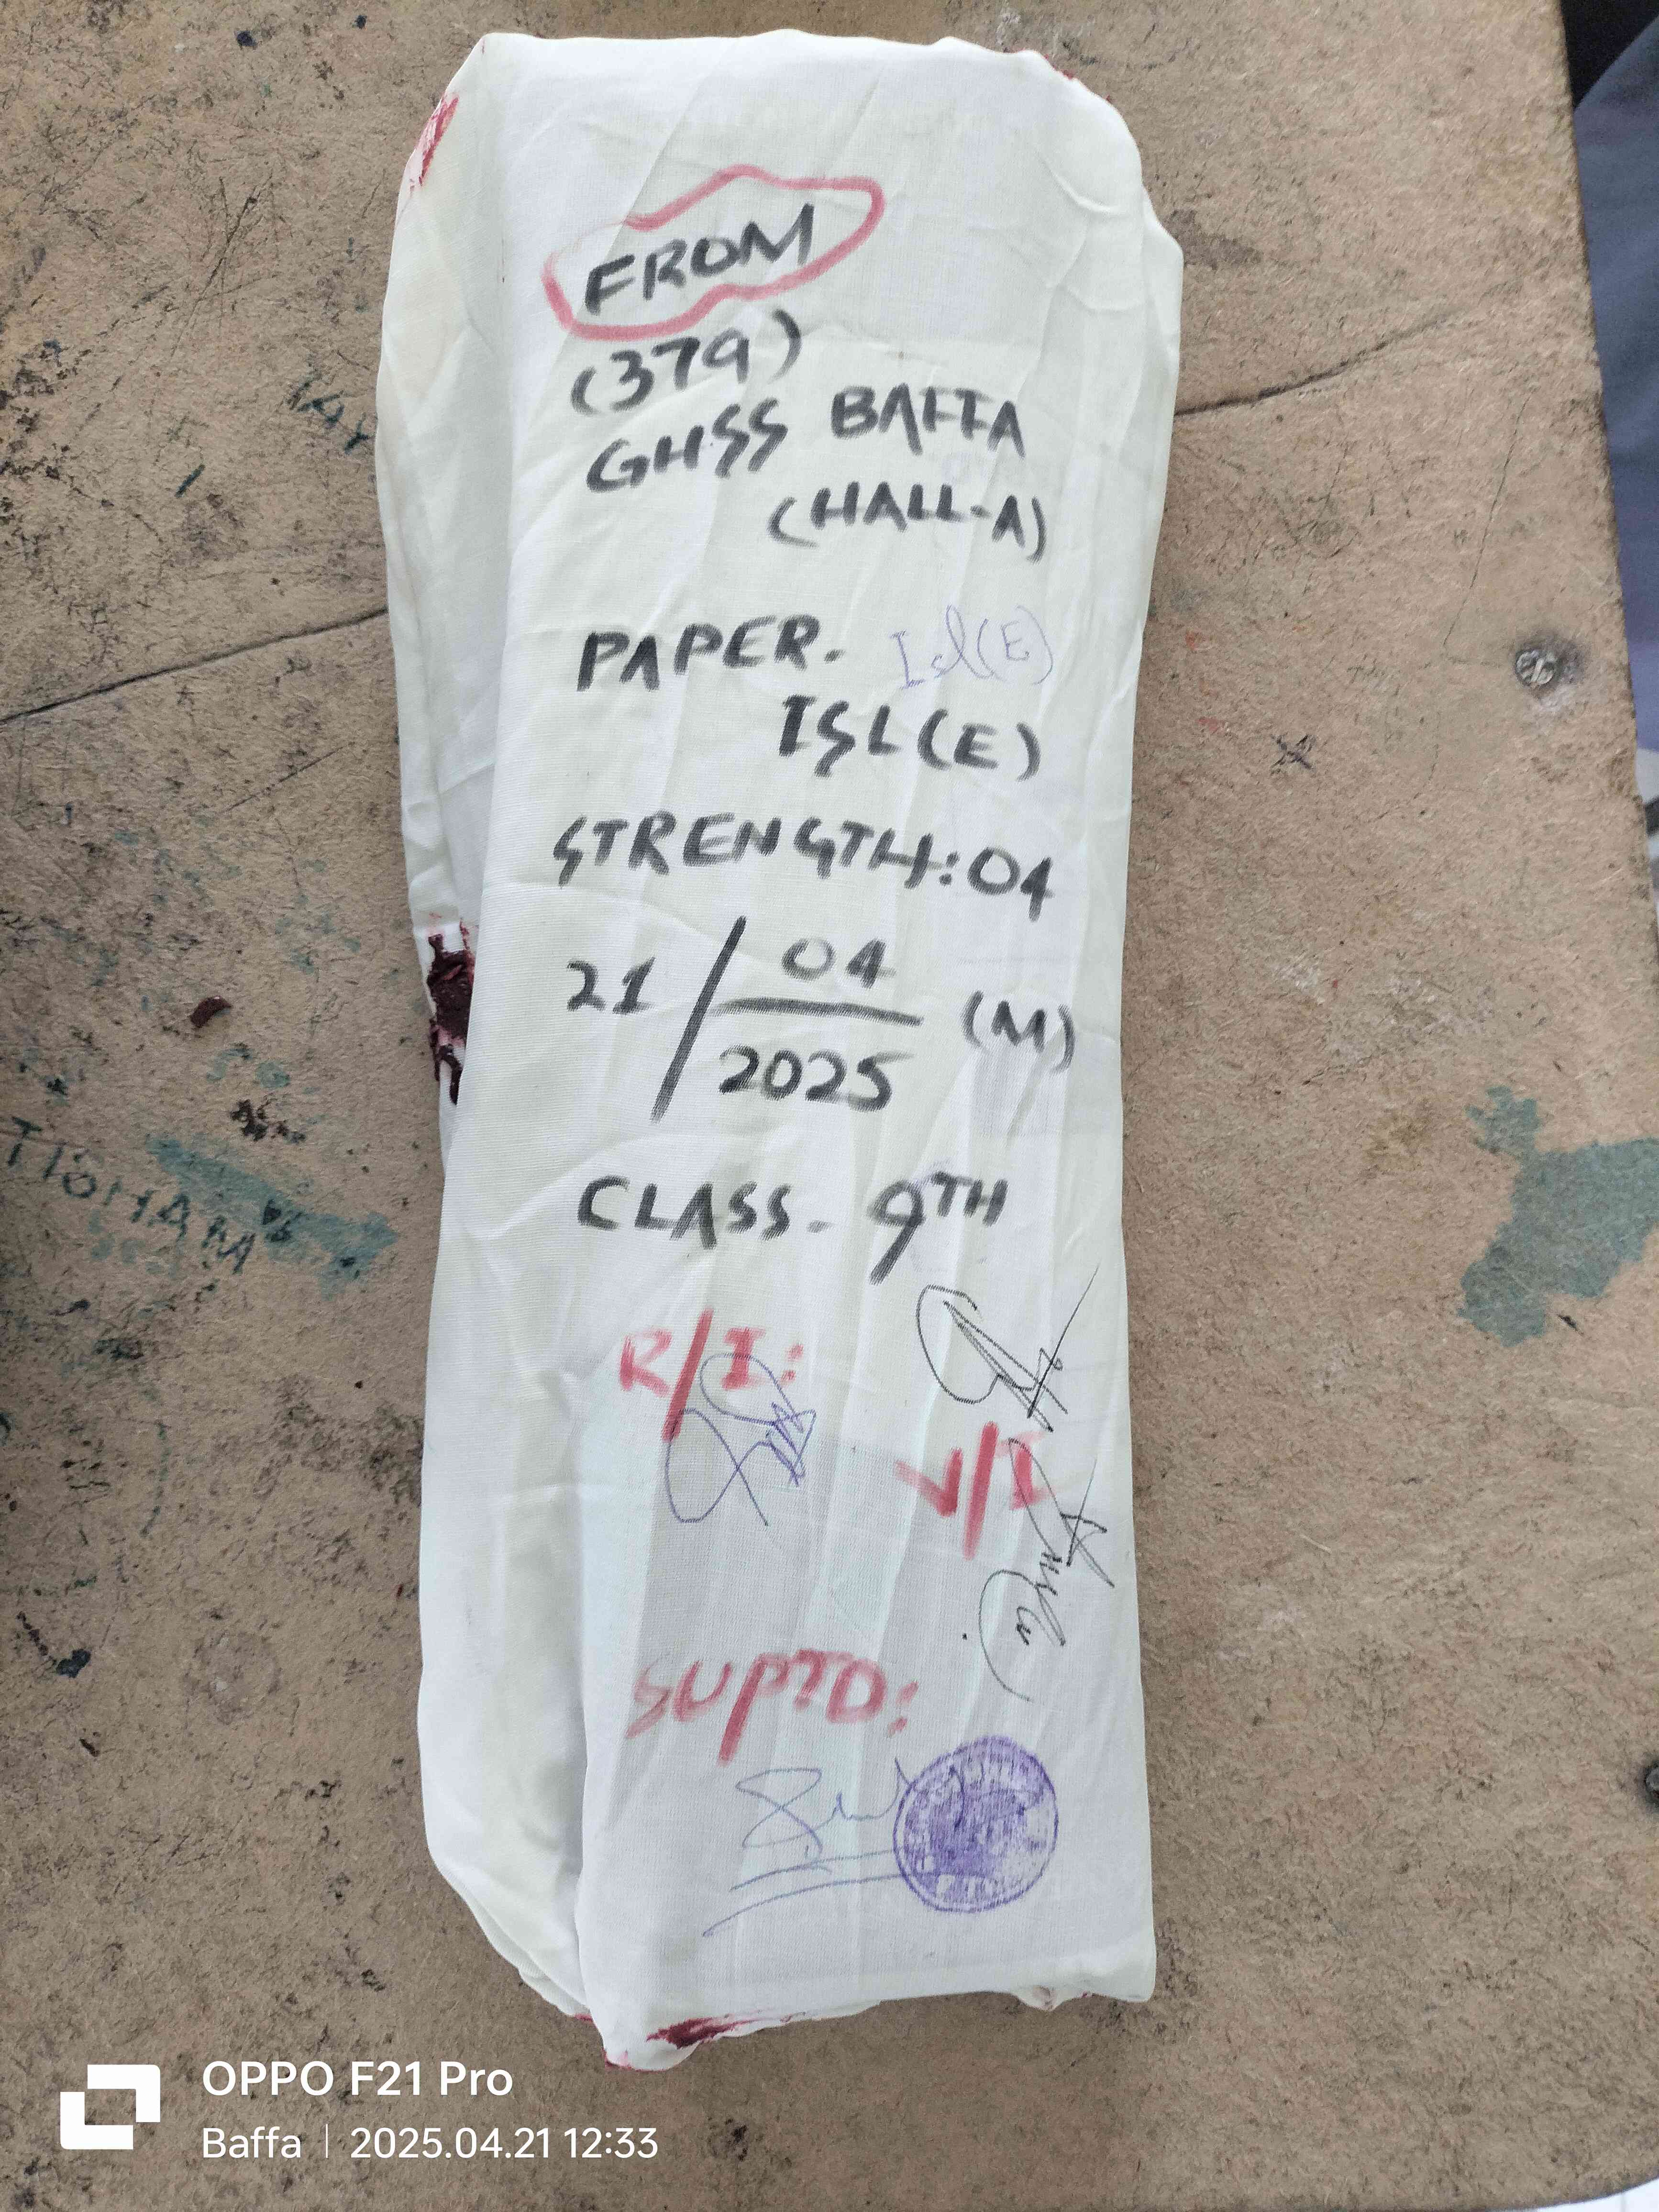 FROM
(379)
GHSS BAFFA
(HALL-A)
PAPER. Isl(E)
ISL(E)
STRENGTH:04
21/04/2025 (M)
CLASS. 9TH
R/I:
V/I
SUPTD:
OPPO F21 Pro
Baffa | 2025.04.21 12:33